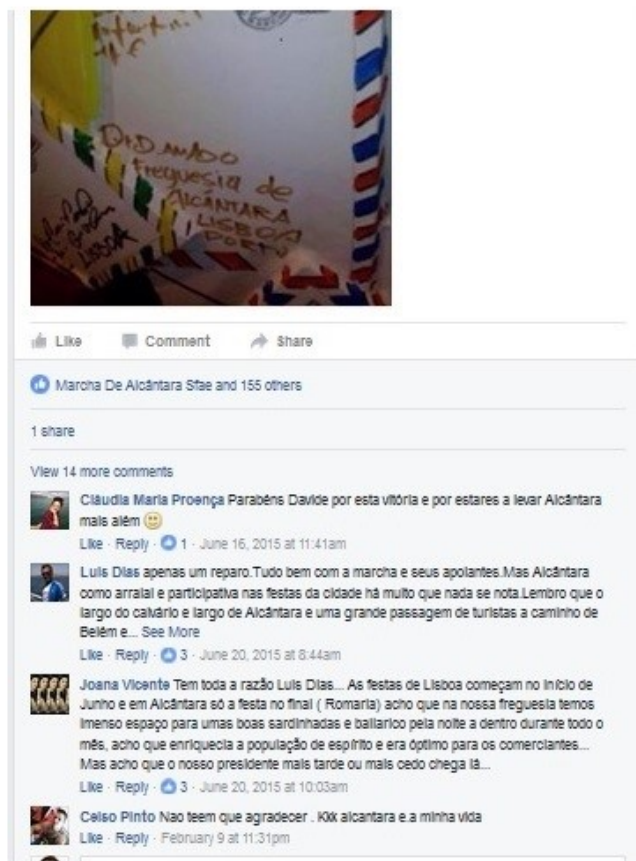 DND AMADO
Freguesia de
ALCÂNTARA
LISBOA
LISBOA
Like Comment Share
Marcha De Alcântara Sfae and 155 others
1 share
View 14 more comments
Cláudia Maria Proença Parabéns Davide por esta vitória e por estares a levar Alcântara
mais além
Like · Reply · 1 · June 16, 2015 at 11:41am
Luis Dias apenas um reparo.Tudo bem com a marcha e seus apoiantes.Mas Alcântara
como arraial e participativa nas festas da cidade há muito que nada se nota.Lembro que o
largo do calvário e largo de Alcântara e uma grande passagem de turistas a caminho de
Belém e... See More
Like · Reply · 3 · June 20, 2015 at 8:44am
Joana Vicente Tem toda a razão Luis Dias... As festas de Lisboa começam no início de
Junho e em Alcântara só a festa no final ( Romaria) acho que na nossa freguesia temos
imenso espaço para umas boas sardinhadas e bailarico pela noite a dentro durante todo o
mês, acho que enriquecia a população de espírito e era óptimo para os comerciantes...
Mas acho que o nosso presidente mais tarde ou mais cedo chega lá...
Like · Reply · 3 · June 20, 2015 at 10:03am
Celso Pinto Nao teem que agradecer . Kkk alcantara e.a minha vida
Like · Reply · February 9 at 11:31pm